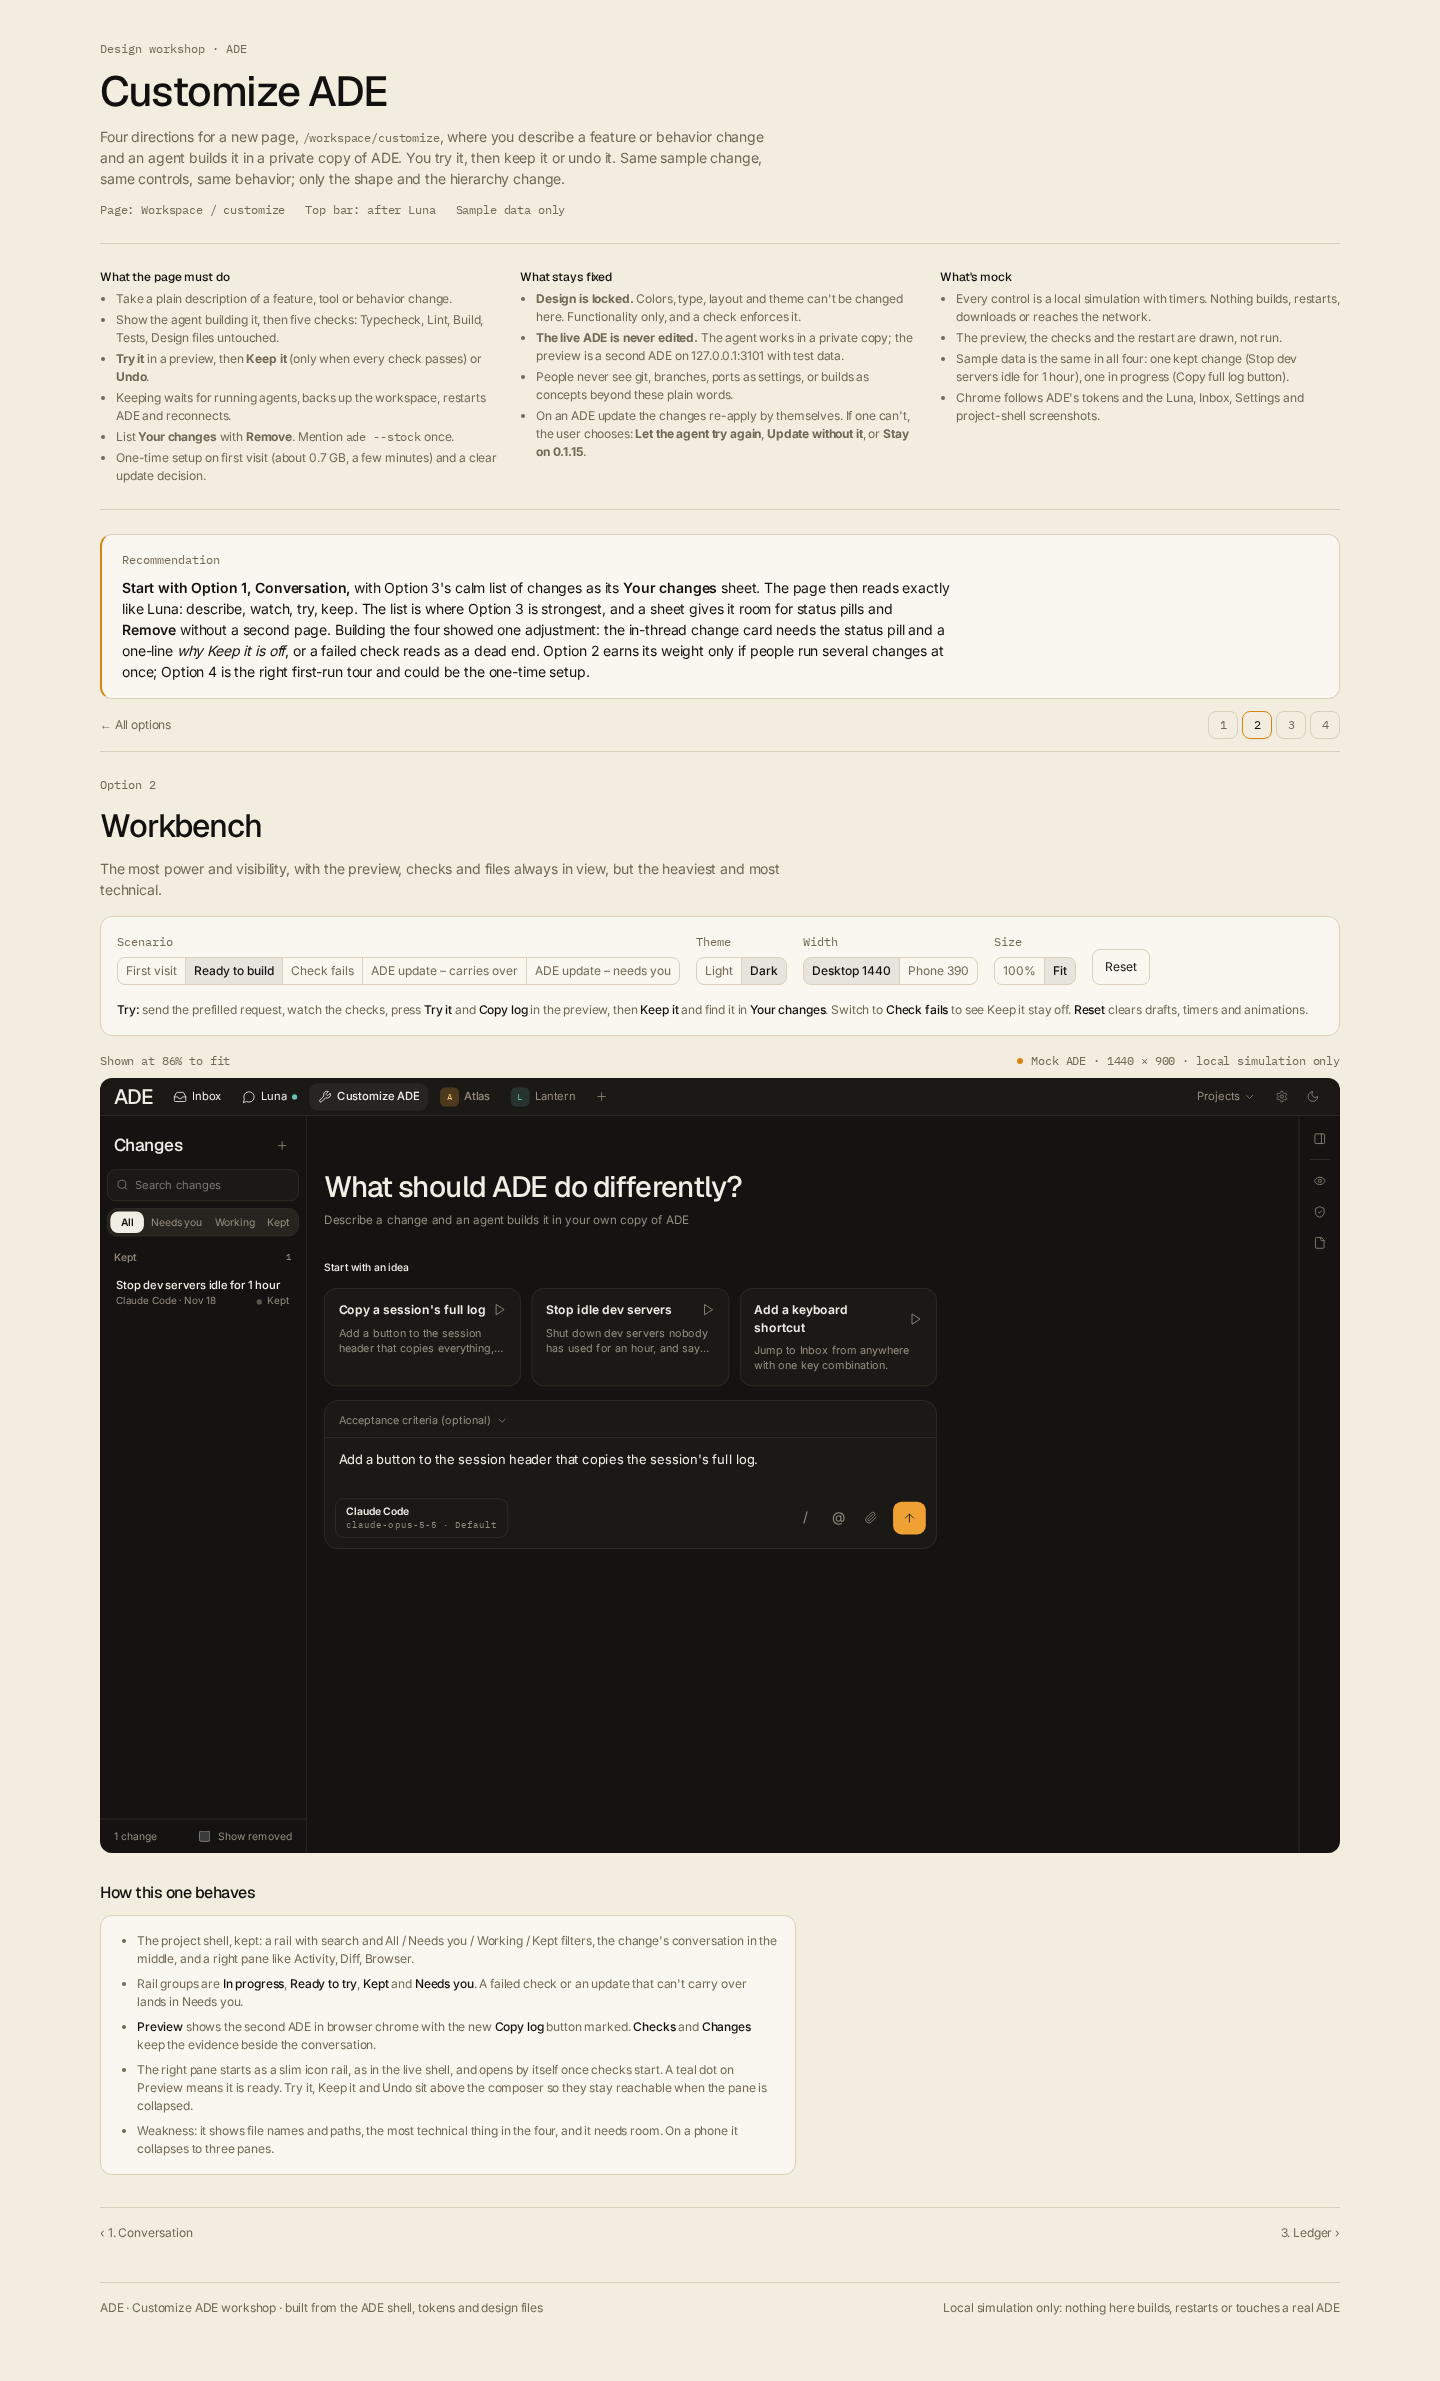 Design workshop · ADE
Customize ADE
Four directions for a new page, /workspace/customize, where you describe a feature or behavior change
and an agent builds it in a private copy of ADE. You try it, then keep it or undo it. Same sample change,
same controls, same behavior; only the shape and the hierarchy change.
Page: Workspace / customize Top bar: after Luna Sample data only
What the page must do
• Take a plain description of a feature, tool or behavior change.
• Show the agent building it, then five checks: Typecheck, Lint, Build,
Tests, Design files untouched.
• Try it in a preview, then Keep it (only when every check passes) or
Undo.
• Keeping waits for running agents, backs up the workspace, restarts
ADE and reconnects.
• List Your changes with Remove. Mention ade --stock once.
• One-time setup on first visit (about 0.7 GB, a few minutes) and a clear
update decision.
What stays fixed
• Design is locked. Colors, type, layout and theme can't be changed
here. Functionality only, and a check enforces it.
• The live ADE is never edited. The agent works in a private copy; the
preview is a second ADE on 127.0.0.1:3101 with test data.
• People never see git, branches, ports as settings, or builds as
concepts beyond these plain words.
• On an ADE update the changes re-apply by themselves. If one can't,
the user chooses: Let the agent try again, Update without it, or Stay
on 0.1.15.
What's mock
• Every control is a local simulation with timers. Nothing builds, restarts,
downloads or reaches the network.
• The preview, the checks and the restart are drawn, not run.
• Sample data is the same in all four: one kept change (Stop dev
servers idle for 1 hour), one in progress (Copy full log button).
• Chrome follows ADE's tokens and the Luna, Inbox, Settings and
project-shell screenshots.
Recommendation
Start with Option 1, Conversation, with Option 3's calm list of changes as its Your changes sheet. The page then reads exactly
like Luna: describe, watch, try, keep. The list is where Option 3 is strongest, and a sheet gives it room for status pills and
Remove without a second page. Building the four showed one adjustment: the in-thread change card needs the status pill and a
one-line why Keep it is off, or a failed check reads as a dead end. Option 2 earns its weight only if people run several changes at
once; Option 4 is the right first-run tour and could be the one-time setup.
← All options
1 2 3 4
Option 2
Workbench
The most power and visibility, with the preview, checks and files always in view, but the heaviest and most
technical.
Scenario Theme Width Size
First visit Ready to build Check fails ADE update – carries over ADE update – needs you Light Dark Desktop 1440 Phone 390 100% Fit Reset
Try: send the prefilled request, watch the checks, press Try it and Copy log in the preview, then Keep it and find it in Your changes. Switch to Check fails to see Keep it stay off. Reset clears drafts, timers and animations.
Shown at 86% to fit
Mock ADE · 1440 × 900 · local simulation only
ADE Inbox Luna Customize ADE A Atlas L Lantern + Projects
Changes +
Search changes
All Needs you Working Kept
Kept 1
Stop dev servers idle for 1 hour
Claude Code · Nov 18 Kept
1 change Show removed
What should ADE do differently?
Describe a change and an agent builds it in your own copy of ADE
Start with an idea
Copy a session's full log
Add a button to the session
header that copies everything,...
Stop idle dev servers
Shut down dev servers nobody
has used for an hour, and say...
Add a keyboard
shortcut
Jump to Inbox from anywhere
with one key combination.
Acceptance criteria (optional)
Add a button to the session header that copies the session's full log.
Claude Code
claude-opus-5-5 · Default
/ @
How this one behaves
• The project shell, kept: a rail with search and All / Needs you / Working / Kept filters, the change's conversation in the
middle, and a right pane like Activity, Diff, Browser.
• Rail groups are In progress, Ready to try, Kept and Needs you. A failed check or an update that can't carry over
lands in Needs you.
• Preview shows the second ADE in browser chrome with the new Copy log button marked. Checks and Changes
keep the evidence beside the conversation.
• The right pane starts as a slim icon rail, as in the live shell, and opens by itself once checks start. A teal dot on
Preview means it is ready. Try it, Keep it and Undo sit above the composer so they stay reachable when the pane is
collapsed.
• Weakness: it shows file names and paths, the most technical thing in the four, and it needs room. On a phone it
collapses to three panes.
‹ 1. Conversation
3. Ledger ›
ADE · Customize ADE workshop · built from the ADE shell, tokens and design files
Local simulation only: nothing here builds, restarts or touches a real ADE